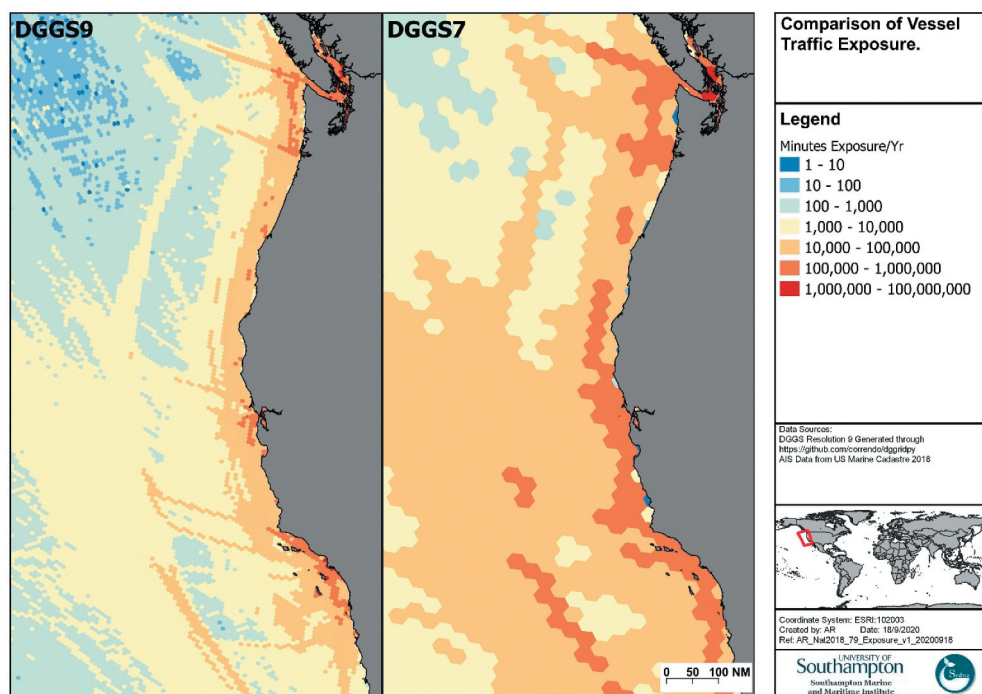 DGGS9
DGGS7
0 50 100 NM
Comparison of Vessel
Traffic Exposure.
Legend
Minutes Exposure/Yr
1 - 10
10 - 100
100 - 1,000
1,000 - 10,000
10,000 - 100,000
100,000 - 1,000,000
1,000,000 - 100,000,000
Data Sources:
DGGS Resolution 9 Generated through
https://github.com/correndo/dggridpy
AIS Data from US Marine Cadastre 2018
Coordinate System: ESRI:102003
Created by: AR Date: 18/9/2020
Ref: AR_Nat2018_79_Exposure_v1_20200918
UNIVERSITY OF
Southampton
Southampton Marine
and Maritime Institute